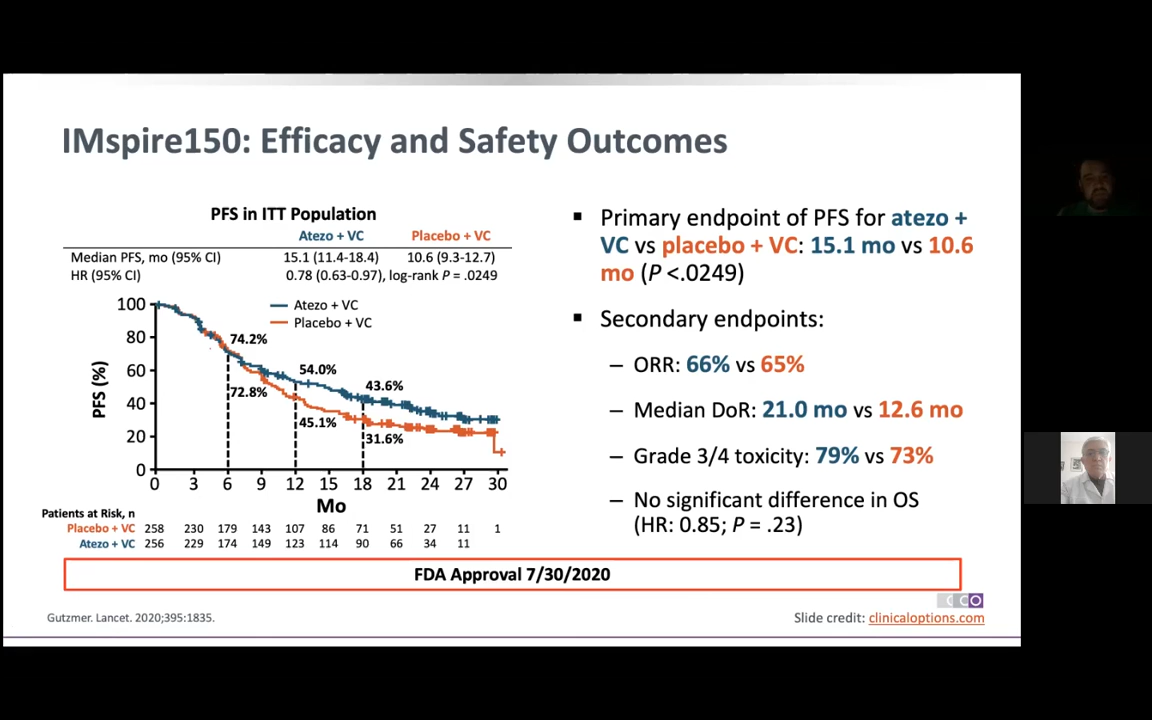 IMspire150: Efficacy and Safety Outcomes
PFS in ITT Population
Atezo + VC Placebo + VC
Median PFS, mo (95% CI) 15.1 (11.4-18.4) 10.6 (9.3-12.7)
HR (95% CI) 0.78 (0.63-0.97), log-rank P = .0249
Atezo + VC
Placebo + VC
PFS (%)
100
80
60
40
20
0
74.2%
72.8%
54.0%
45.1%
43.6%
31.6%
0 3 6 9 12 15 18 21 24 27 30
Mo
Patients at Risk, n
Placebo + VC 258 230 179 143 107 86 71 51 27 11 1
Atezo + VC 256 229 174 149 123 114 90 66 34 11
▪ Primary endpoint of PFS for atezo +
VC vs placebo + VC: 15.1 mo vs 10.6
mo (P <.0249)
▪ Secondary endpoints:
– ORR: 66% vs 65%
– Median DoR: 21.0 mo vs 12.6 mo
– Grade 3/4 toxicity: 79% vs 73%
– No significant difference in OS
(HR: 0.85; P = .23)
FDA Approval 7/30/2020
CCO
Gutzmer. Lancet. 2020;395:1835.
Slide credit: clinicaloptions.com